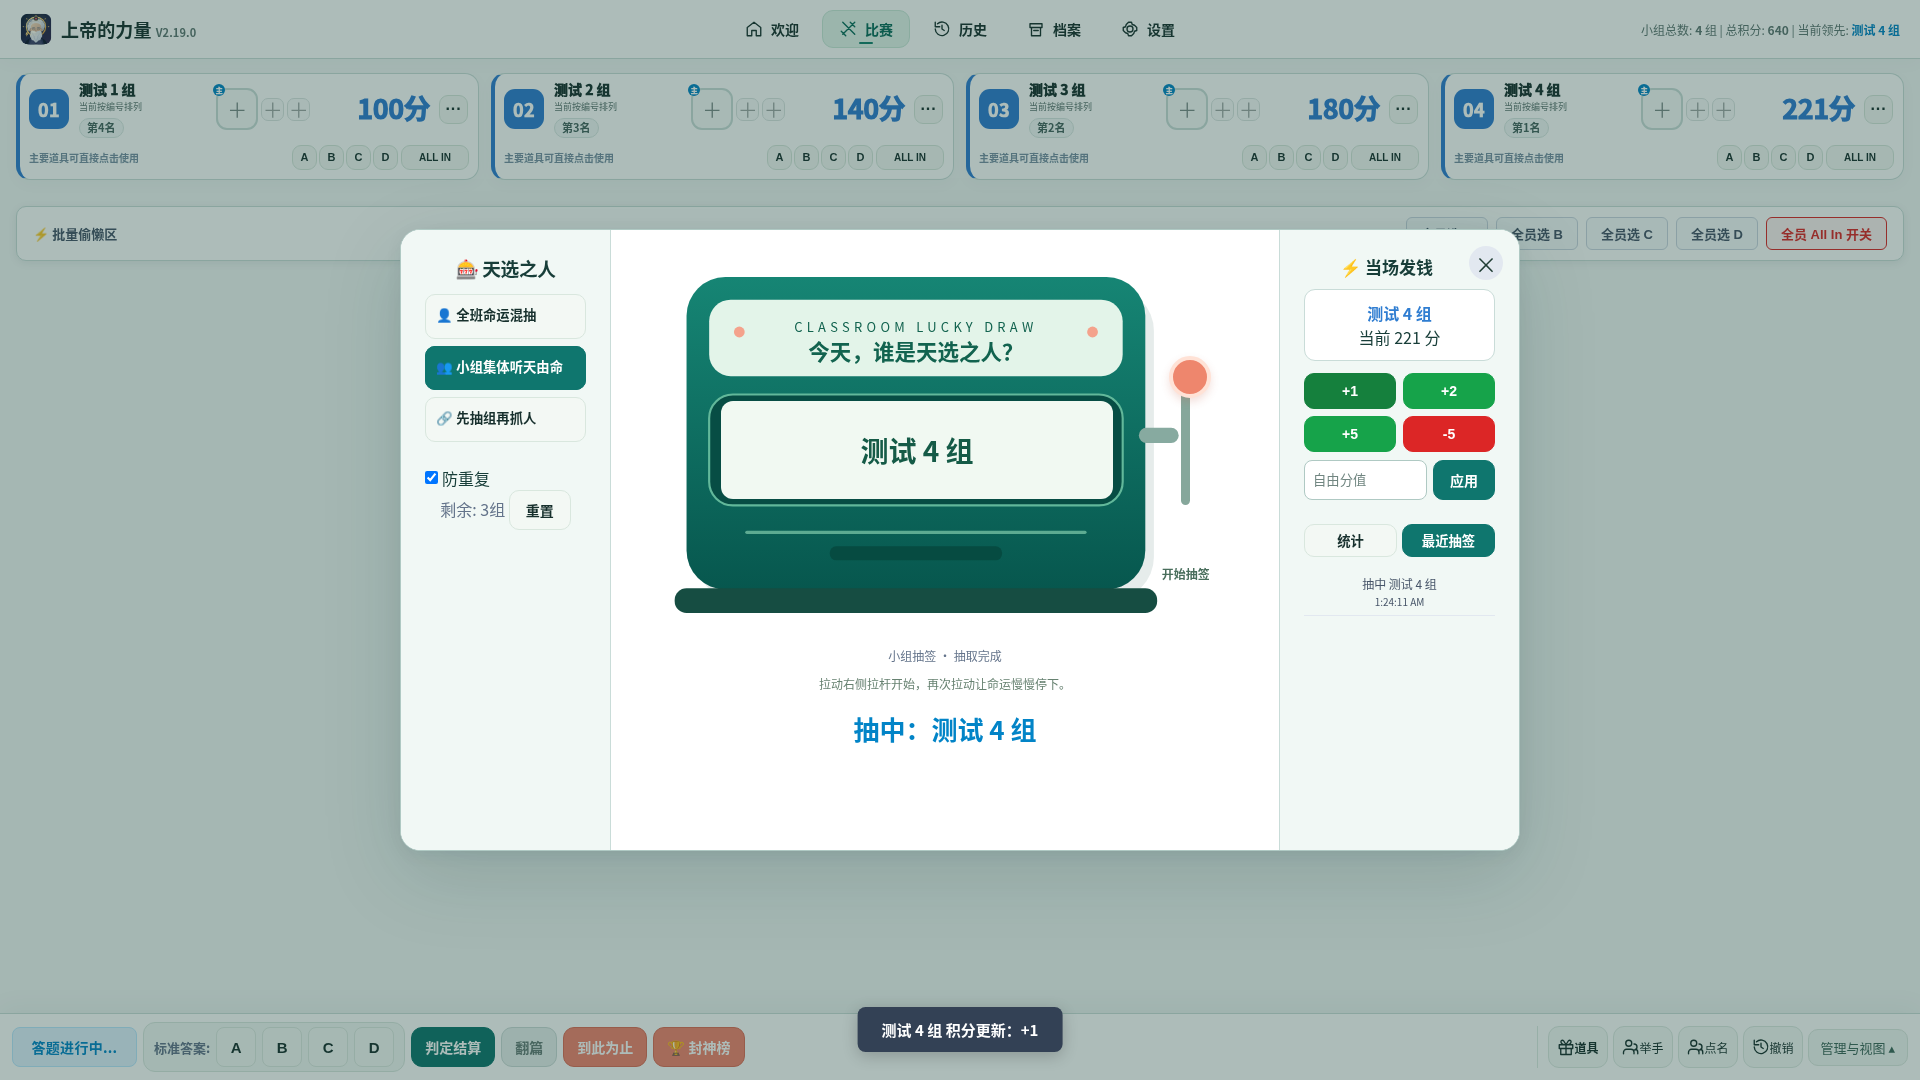 上帝的力量 V2.19.0
欢迎
比赛
历史
档案
设置
小组总数: 4 组 | 总积分: 640 | 当前领先: 测试 4 组
01
测试 1 组
当前按编号排列
第4名
主
100分
...
主要道具可直接点击使用
A
B
C
D
ALL IN
02
测试 2 组
当前按编号排列
第3名
主
140分
...
主要道具可直接点击使用
A
B
C
D
ALL IN
03
测试 3 组
当前按编号排列
第2名
主
180分
...
主要道具可直接点击使用
A
B
C
D
ALL IN
04
测试 4 组
当前按编号排列
第1名
主
221分
...
主要道具可直接点击使用
A
B
C
D
ALL IN
⚡ 批量偷懒区
全员选 B
全员选 C
全员选 D
全员 All In 开关
🎰 天选之人
👤 全班命运混抽
👥 小组集体听天由命
🔗 先抽组再抓人
防重复
剩余: 3组
重置
CLASSROOM LUCKY DRAW
今天，谁是天选之人？
测试 4 组
开始抽签
小组抽签 · 抽取完成
拉动右侧拉杆开始，再次拉动让命运慢慢停下。
抽中：测试 4 组
⚡ 当场发钱
测试 4 组
当前 221 分
+1
+2
+5
-5
自由分值
应用
统计
最近抽签
抽中 测试 4 组
1:24:11 AM
测试 4 组 积分更新：+1
答题进行中...
标准答案:
A
B
C
D
判定结算
翻篇
到此为止
🏆 封神榜
道具
举手
点名
撤销
管理与视图 ▴